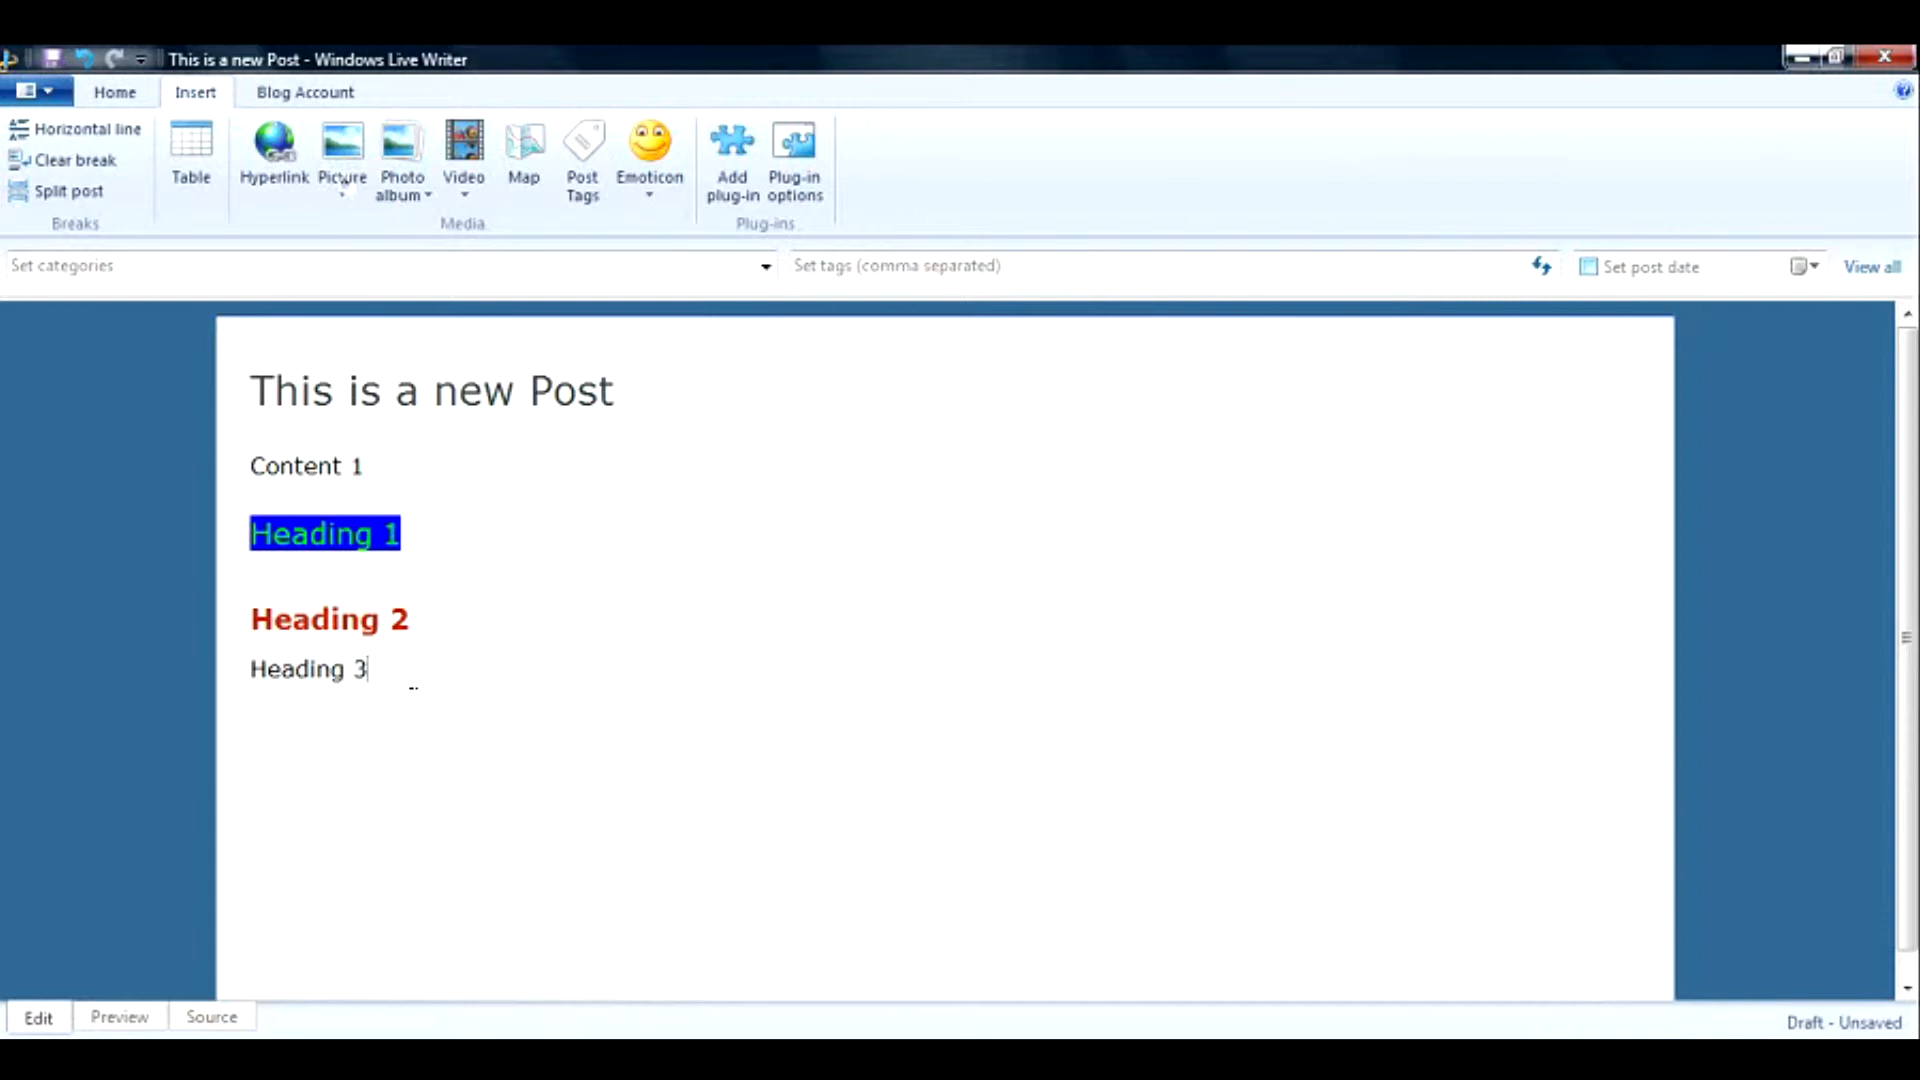 This is a new Post - Windows Live Writer
Home Insert Blog Account
Horizontal line
Clear break
Split post
Breaks
Table
Hyperlink
Picture
Photo album
Video
Map
Post Tags
Emoticon
Media
Add plug-in
Plug-in options
Plug-ins
Set categories
Set tags (comma separated)
Set post date
View all
This is a new Post
Content 1
Heading 1
Heading 2
Heading 3
Edit Preview Source
Draft - Unsaved